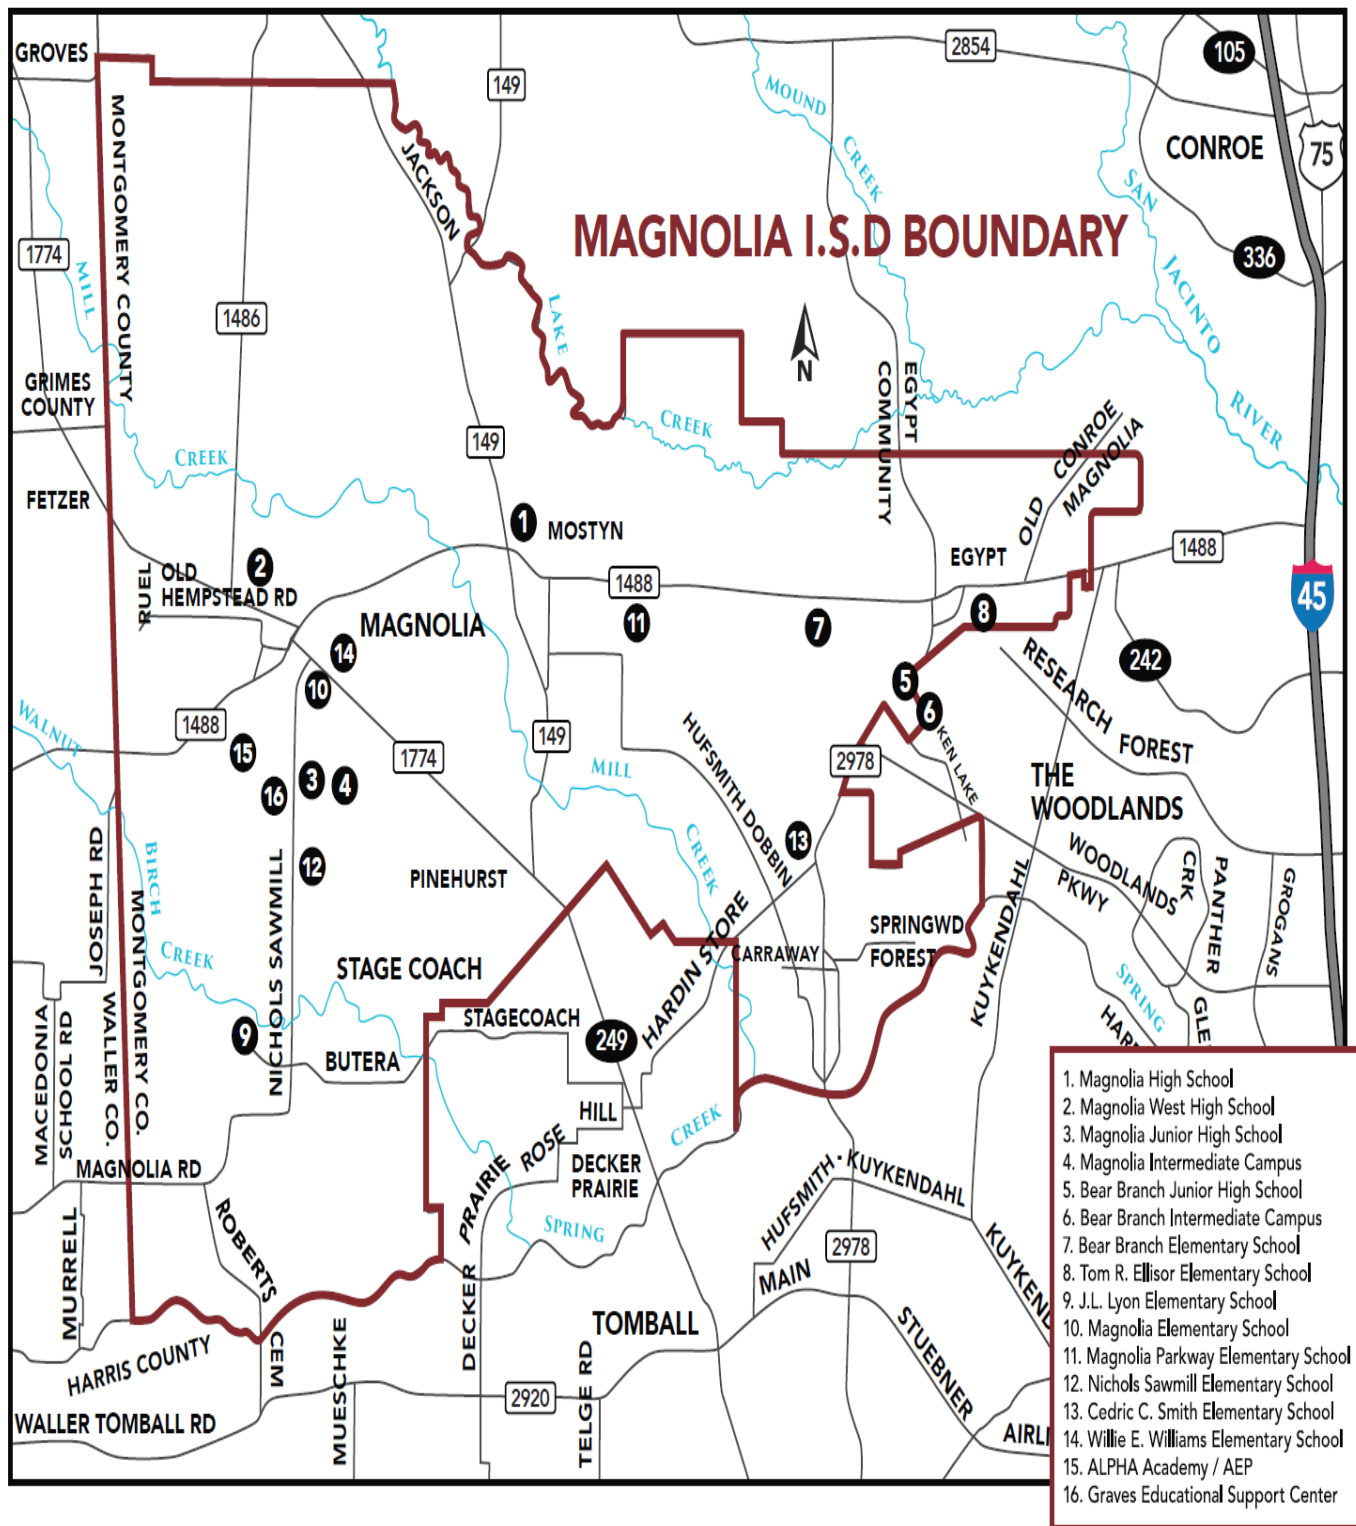 GROVES
149
2854
105
CONROE
75
MOUND
CREEK
SAN
JACINTO
RIVER
336
MONTGOMERY COUNTY
JACKSON
MAGNOLIA I.S.D BOUNDARY
1774
MILL
CREEK
1486
LAKE
CREEK
N
EGYPT
COMMUNITY
GRIMES
COUNTY
149
OLD
CONROE
MAGNOLIA
FETZER
1
MOSTYN
EGYPT
1488
45
RUEL
OLD
HEMPSTEAD RD
2
1488
11
7
8
MAGNOLIA
14
10
242
RESEARCH
FOREST
5
6
WALNUT
1488
15
1774
149
HUFSMITH DOBBIN
2978
KEN LAKE
16
3
4
MILL
CREEK
THE
WOODLANDS
12
13
JOSEPH RD
BIRCH
CREEK
NICHOLS SAWMILL
PINEHURST
WOODLANDS
PKWY
CRK
PANTHER
GROGANS
MONTGOMERY CO.
WALLER CO.
STAGE COACH
HARDIN STORE
CARRAWAY
SPRINGWD
FOREST
KUYKENDAHL
SPRING
MACEDONIA
SCHOOL RD
9
BUTERA
STAGECOACH
249
HAR
GLE
HILL
ROSE
CREEK
MAGNOLIA RD
DECKER
PRAIRIE
DECKER
PRAIRIE
SPRING
HUFSMITH - KUYKENDAHL
MURRELL
ROBERTS
CEM
2978
KUYKEND
MAIN
HARRIS COUNTY
MUESCHKE
TOMBALL
STUEBNER
AIRLI
TELGE RD
2920
WALLER TOMBALL RD
1. Magnolia High School
2. Magnolia West High School
3. Magnolia Junior High School
4. Magnolia Intermediate Campus
5. Bear Branch Junior High School
6. Bear Branch Intermediate Campus
7. Bear Branch Elementary School
8. Tom R. Ellisor Elementary School
9. J.L. Lyon Elementary School
10. Magnolia Elementary School
11. Magnolia Parkway Elementary School
12. Nichols Sawmill Elementary School
13. Cedric C. Smith Elementary School
14. Willie E. Williams Elementary School
15. ALPHA Academy / AEP
16. Graves Educational Support Center